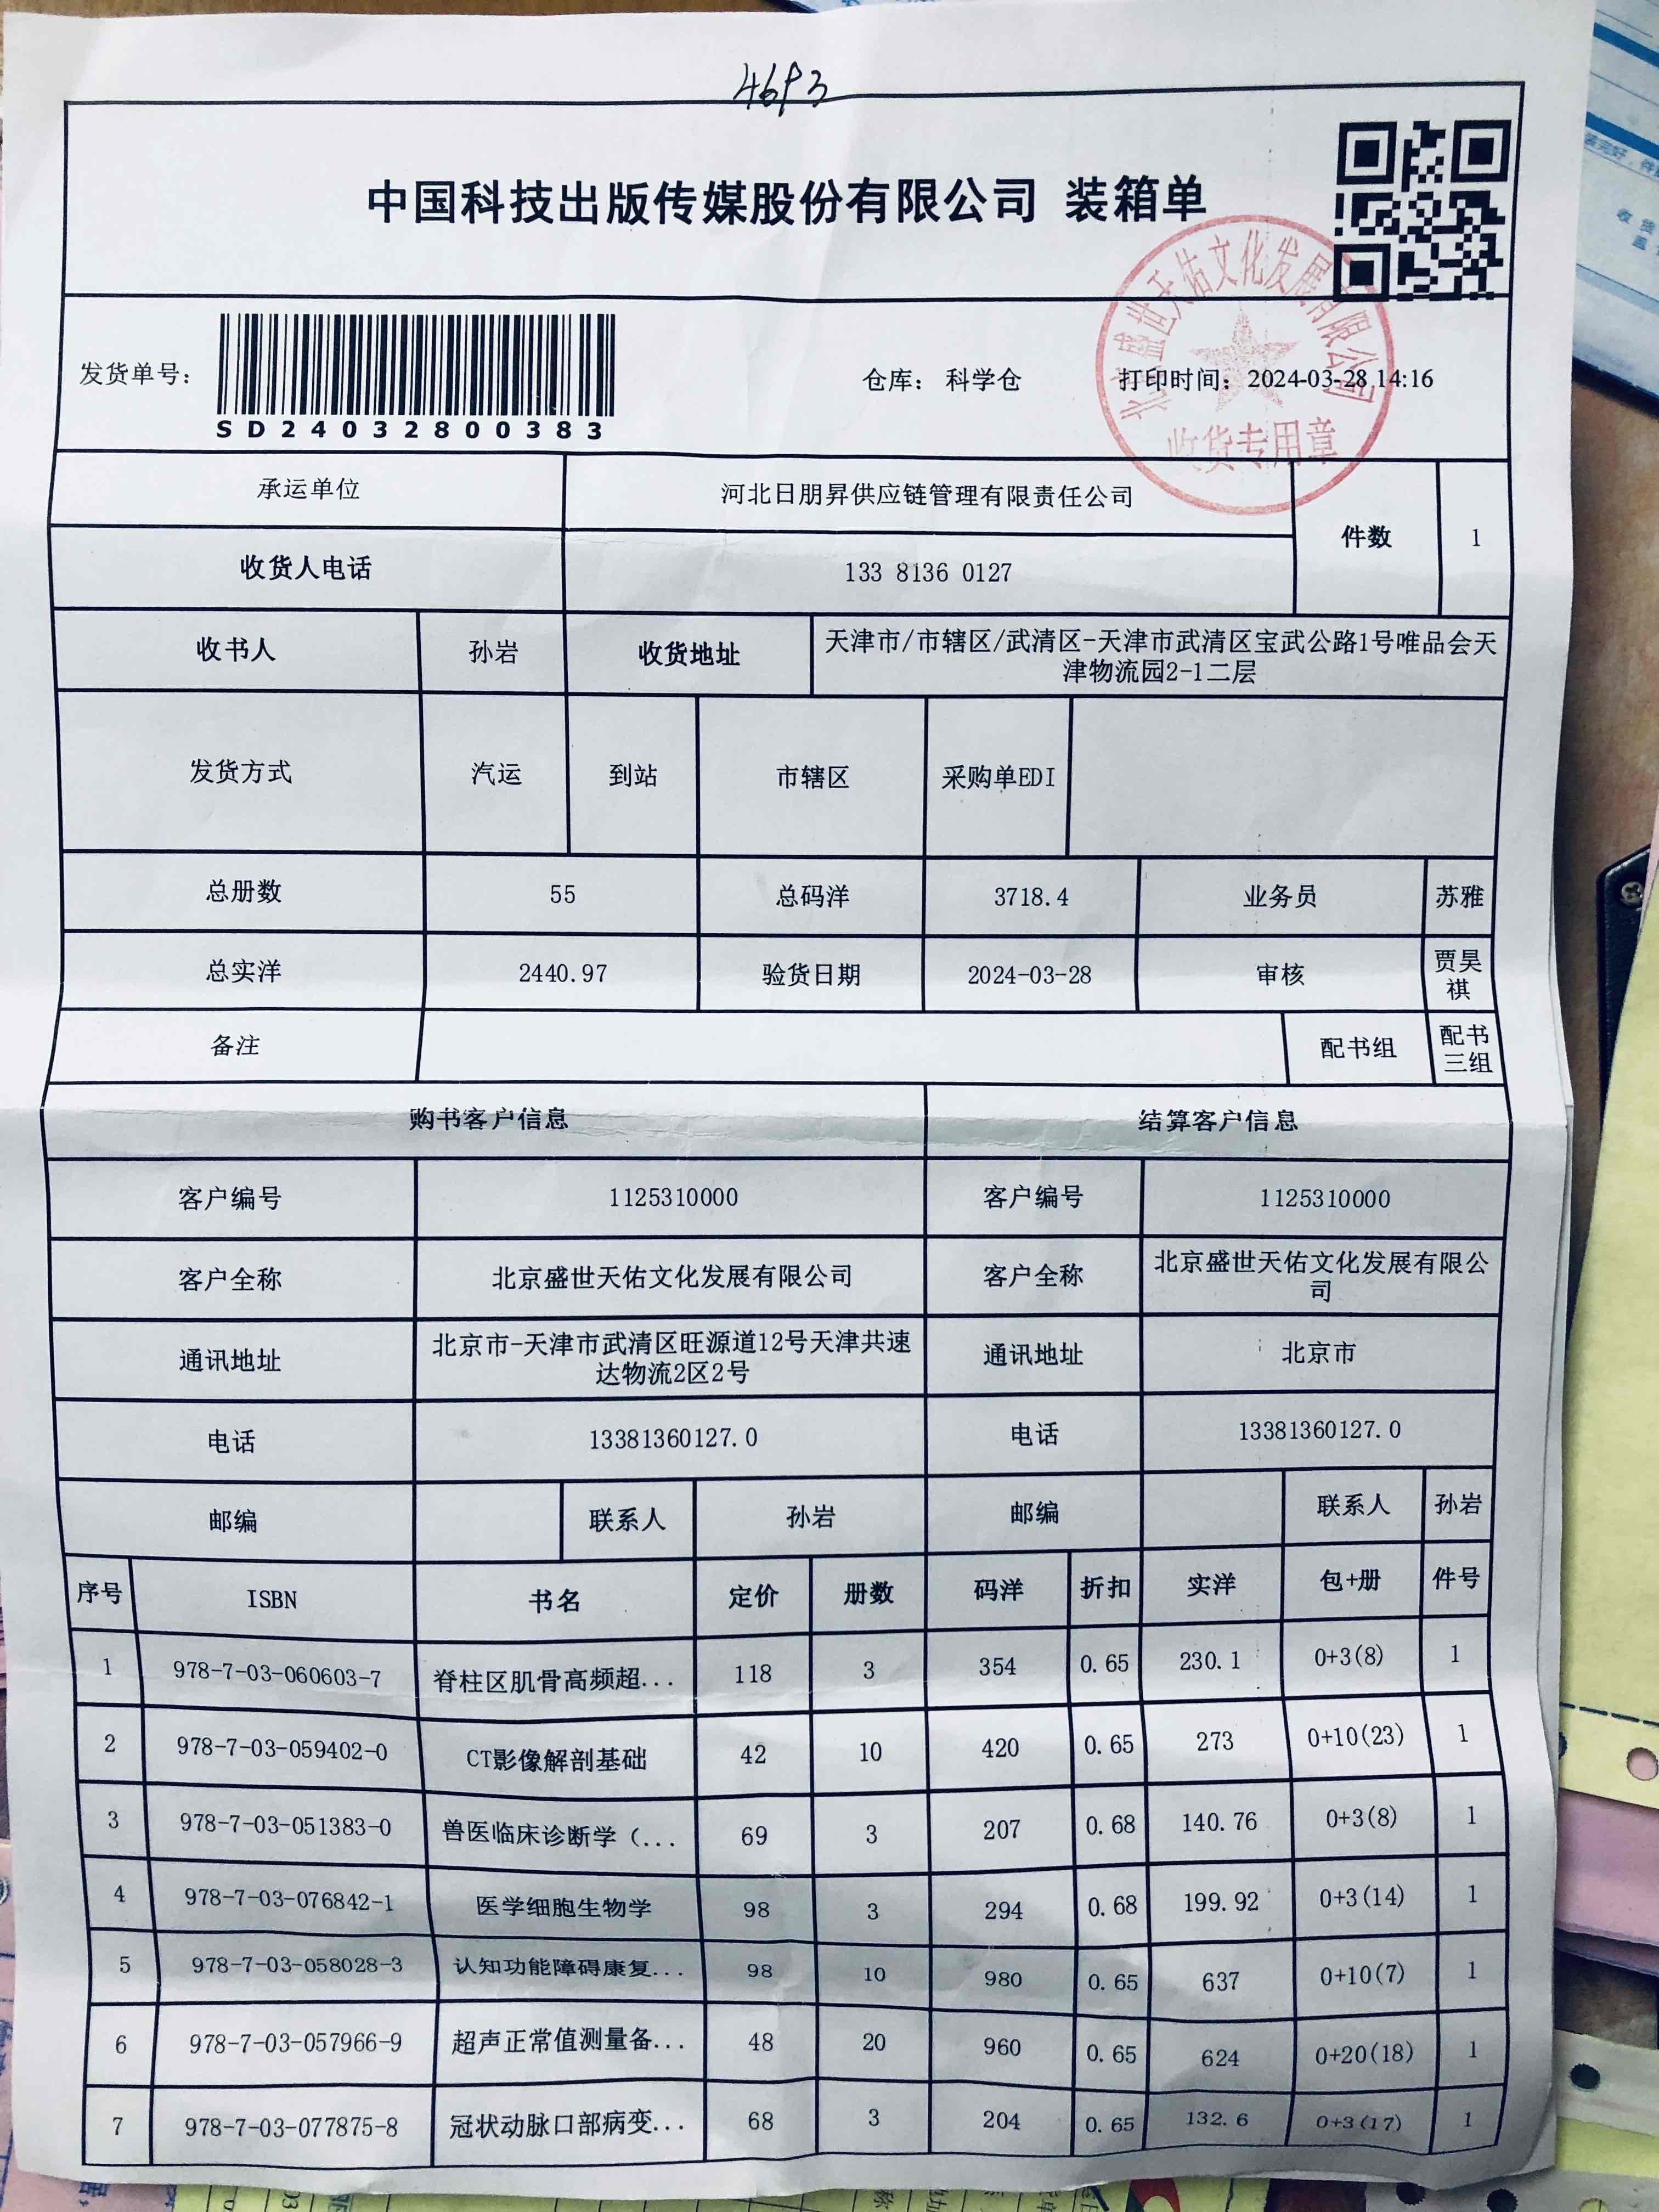 4693
中国科技出版传媒股份有限公司 装箱单
北京盛世天佑文化发展有限公司
收货专用章
发货单号：
SD24032800383
仓库： 科学仓
打印时间：2024-03-28 14:16
承运单位 河北日朋昇供应链管理有限责任公司 件数 1
收货人电话 133 8136 0127
收书人 孙岩 收货地址 天津市/市辖区/武清区-天津市武清区宝武公路1号唯品会天
津物流园2-1二层
发货方式 汽运 到站 市辖区 采购单EDI
总册数 55 总码洋 3718.4 业务员 苏雅
总实洋 2440.97 验货日期 2024-03-28 审核 贾昊
祺
备注 配书组 配书
三组
购书客户信息 结算客户信息
客户编号 1125310000 客户编号 1125310000
客户全称 北京盛世天佑文化发展有限公司 客户全称 北京盛世天佑文化发展有限公
司
通讯地址 北京市-天津市武清区旺源道12号天津共速 通讯地址 北京市
达物流2区2号
电话 13381360127.0 电话 13381360127.0
邮编 联系人 孙岩 邮编 联系人 孙岩
序号 ISBN 书名 定价 册数 码洋 折扣 实洋 包+册 件号
1 978-7-03-060603-7 脊柱区肌骨高频超... 118 3 354 0.65 230.1 0+3(8) 1
2 978-7-03-059402-0 CT影像解剖基础 42 10 420 0.65 273 0+10(23) 1
3 978-7-03-051383-0 兽医临床诊断学（... 69 3 207 0.68 140.76 0+3(8) 1
4 978-7-03-076842-1 医学细胞生物学 98 3 294 0.68 199.92 0+3(14) 1
5 978-7-03-058028-3 认知功能障碍康复... 98 10 980 0.65 637 0+10(7) 1
6 978-7-03-057966-9 超声正常值测量备... 48 20 960 0.65 624 0+20(18) 1
7 978-7-03-077875-8 冠状动脉口部病变... 68 3 204 0.65 132.6 0+3(17) 1